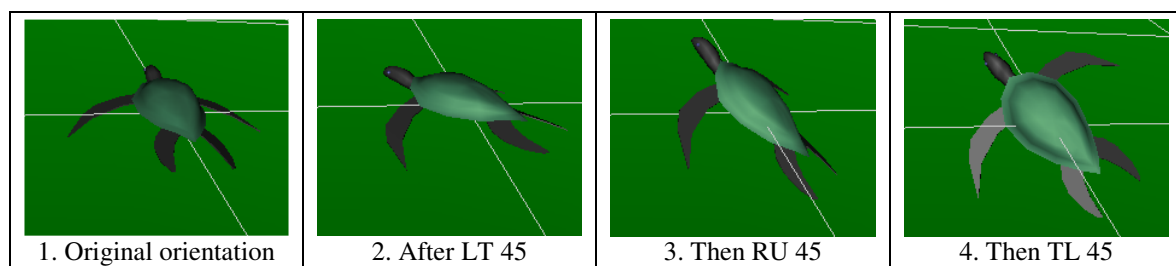 1. Original orientation
2. After LT 45
3. Then RU 45
4. Then TL 45